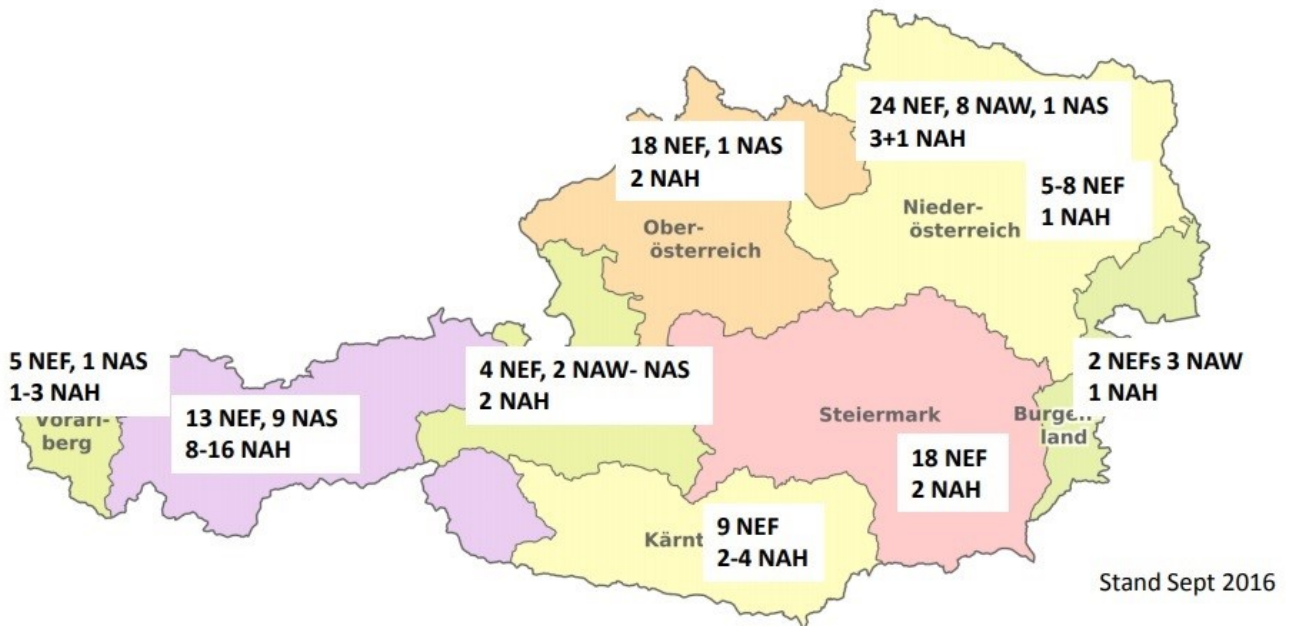 24 NEF, 8 NAW, 1 NAS
3+1 NAH
18 NEF, 1 NAS
2 NAH
5-8 NEF
1 NAH
Nieder-
österreich
Ober-
österreich
5 NEF, 1 NAS
1-3 NAH
Vorarl-
berg
13 NEF, 9 NAS
8-16 NAH
4 NEF, 2 NAW- NAS
2 NAH
2 NEFs 3 NAW
1 NAH
Steiermark
Burgen
land
18 NEF
2 NAH
Kärnt
9 NEF
2-4 NAH
Stand Sept 2016